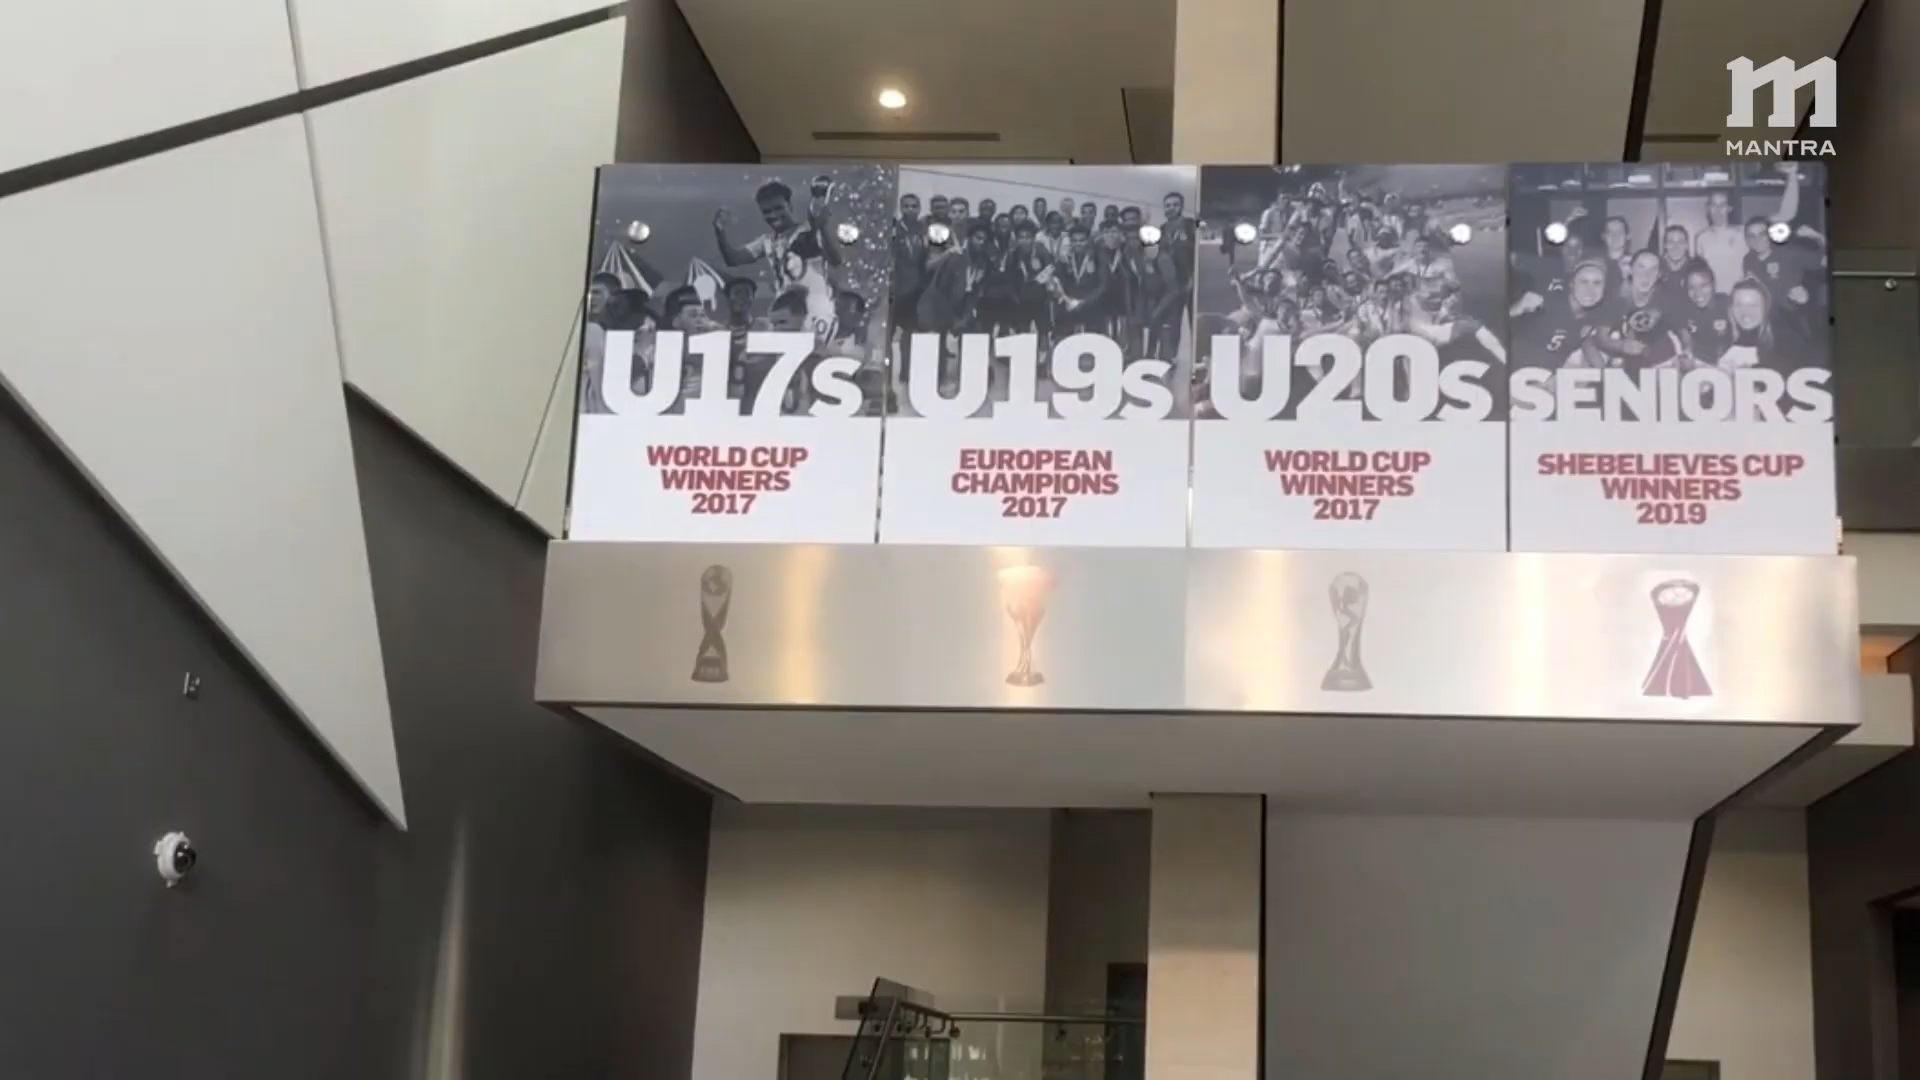 MANTRA
U17s
WORLD CUP
WINNERS
2017
U19s
EUROPEAN
CHAMPIONS
2017
U20s
WORLD CUP
WINNERS
2017
SENIORS
SHEBELIEVES CUP
WINNERS
2019